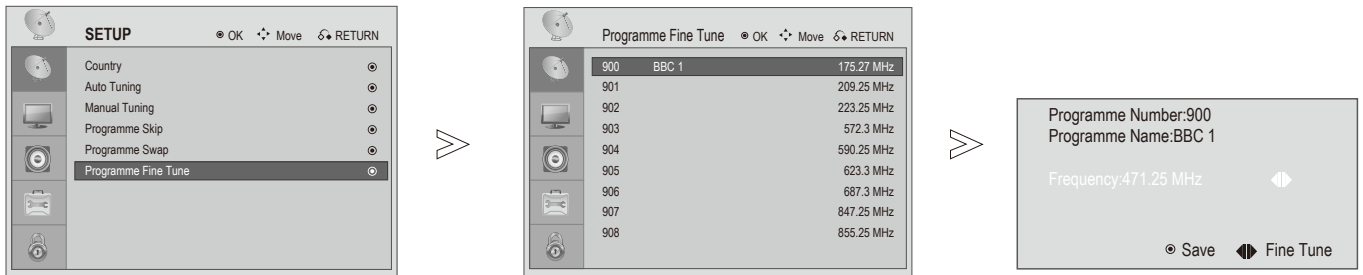 SETUP OK Move RETURN
Country
Auto Tuning
Manual Tuning
Programme Skip
Programme Swap
Programme Fine Tune
Programme Fine Tune OK Move RETURN
900 BBC 1 175.27 MHz
901 209.25 MHz
902 223.25 MHz
903 572.3 MHz
904 590.25 MHz
905 623.3 MHz
906 687.3 MHz
907 847.25 MHz
908 855.25 MHz
Programme Number:900
Programme Name:BBC 1
Frequency:471.25 MHz
Save Fine Tune